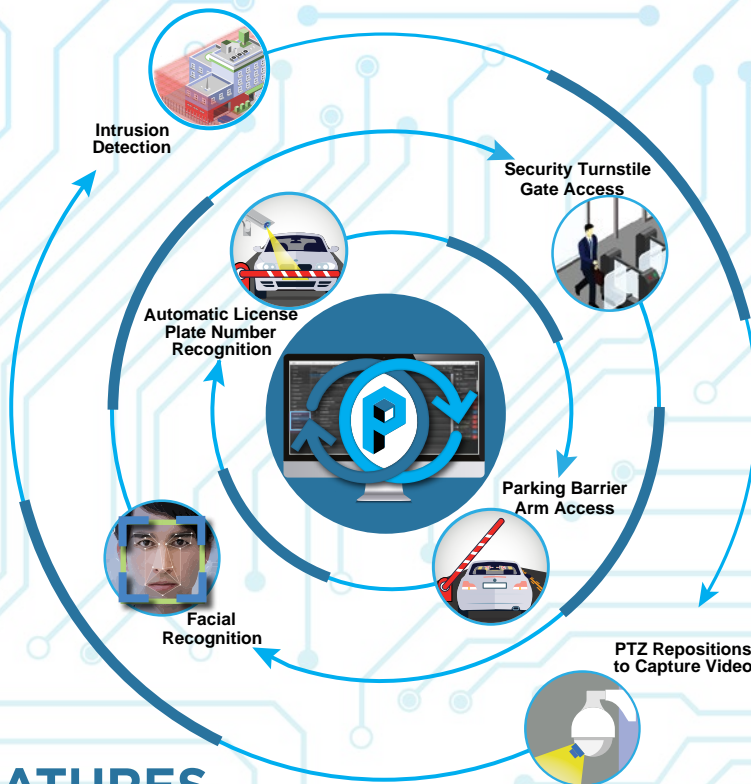 Intrusion
Detection
Security Turnstile
Gate Access
Automatic License
Plate Number
Recognition
Parking Barrier
Arm Access
Facial
Recognition
PTZ Repositions
to Capture Video
ATURES